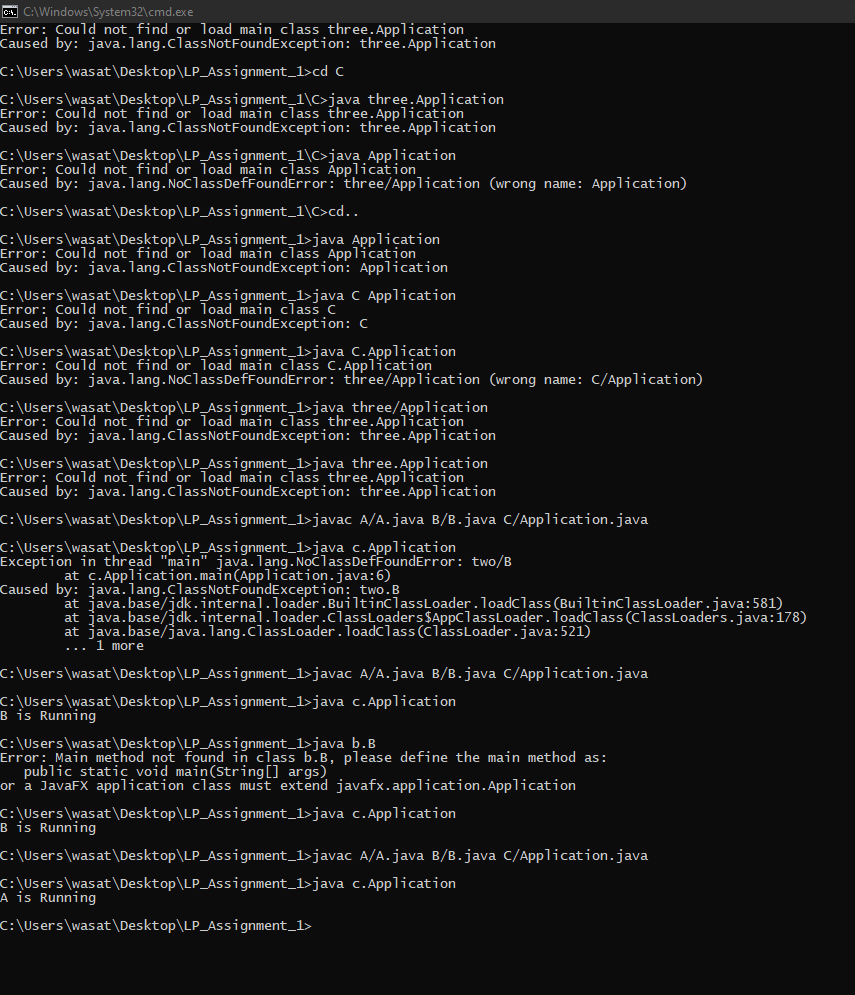 C:\Windows\System32\cmd.exe
Error: Could not find or load main class three.Application
Caused by: java.lang.ClassNotFoundException: three.Application
C:\Users\wasat\Desktop\LP_Assignment_1>cd C
C:\Users\wasat\Desktop\LP_Assignment_1\C>java three.Application
Error: Could not find or load main class three.Application
Caused by: java.lang.ClassNotFoundException: three.Application
C:\Users\wasat\Desktop\LP_Assignment_1\C>java Application
Error: Could not find or load main class Application
Caused by: java.lang.NoClassDefFoundError: three/Application (wrong name: Application)
C:\Users\wasat\Desktop\LP_Assignment_1\C>cd..
C:\Users\wasat\Desktop\LP_Assignment_1>java Application
Error: Could not find or load main class Application
Caused by: java.lang.ClassNotFoundException: Application
C:\Users\wasat\Desktop\LP_Assignment_1>java C Application
Error: Could not find or load main class C
Caused by: java.lang.ClassNotFoundException: C
C:\Users\wasat\Desktop\LP_Assignment_1>java C.Application
Error: Could not find or load main class C.Application
Caused by: java.lang.NoClassDefFoundError: three/Application (wrong name: C/Application)
C:\Users\wasat\Desktop\LP_Assignment_1>java three/Application
Error: Could not find or load main class three.Application
Caused by: java.lang.ClassNotFoundException: three.Application
C:\Users\wasat\Desktop\LP_Assignment_1>java three.Application
Error: Could not find or load main class three.Application
Caused by: java.lang.ClassNotFoundException: three.Application
C:\Users\wasat\Desktop\LP_Assignment_1>javac A/A.java B/B.java C/Application.java
C:\Users\wasat\Desktop\LP_Assignment_1>java c.Application
Exception in thread "main" java.lang.NoClassDefFoundError: two/B
at c.Application.main(Application.java:6)
Caused by: java.lang.ClassNotFoundException: two.B
at java.base/jdk.internal.loader.BuiltinClassLoader.loadClass(BuiltinClassLoader.java:581)
at java.base/jdk.internal.loader.ClassLoaders$AppClassLoader.loadClass(ClassLoaders.java:178)
at java.base/java.lang.ClassLoader.loadClass(ClassLoader.java:521)
... 1 more
C:\Users\wasat\Desktop\LP_Assignment_1>javac A/A.java B/B.java C/Application.java
C:\Users\wasat\Desktop\LP_Assignment_1>java c.Application
B is Running
C:\Users\wasat\Desktop\LP_Assignment_1>java b.B
Error: Main method not found in class b.B, please define the main method as:
public static void main(String[] args)
or a JavaFX application class must extend javafx.application.Application
C:\Users\wasat\Desktop\LP_Assignment_1>java c.Application
B is Running
C:\Users\wasat\Desktop\LP_Assignment_1>javac A/A.java B/B.java C/Application.java
C:\Users\wasat\Desktop\LP_Assignment_1>java c.Application
A is Running
C:\Users\wasat\Desktop\LP_Assignment_1>